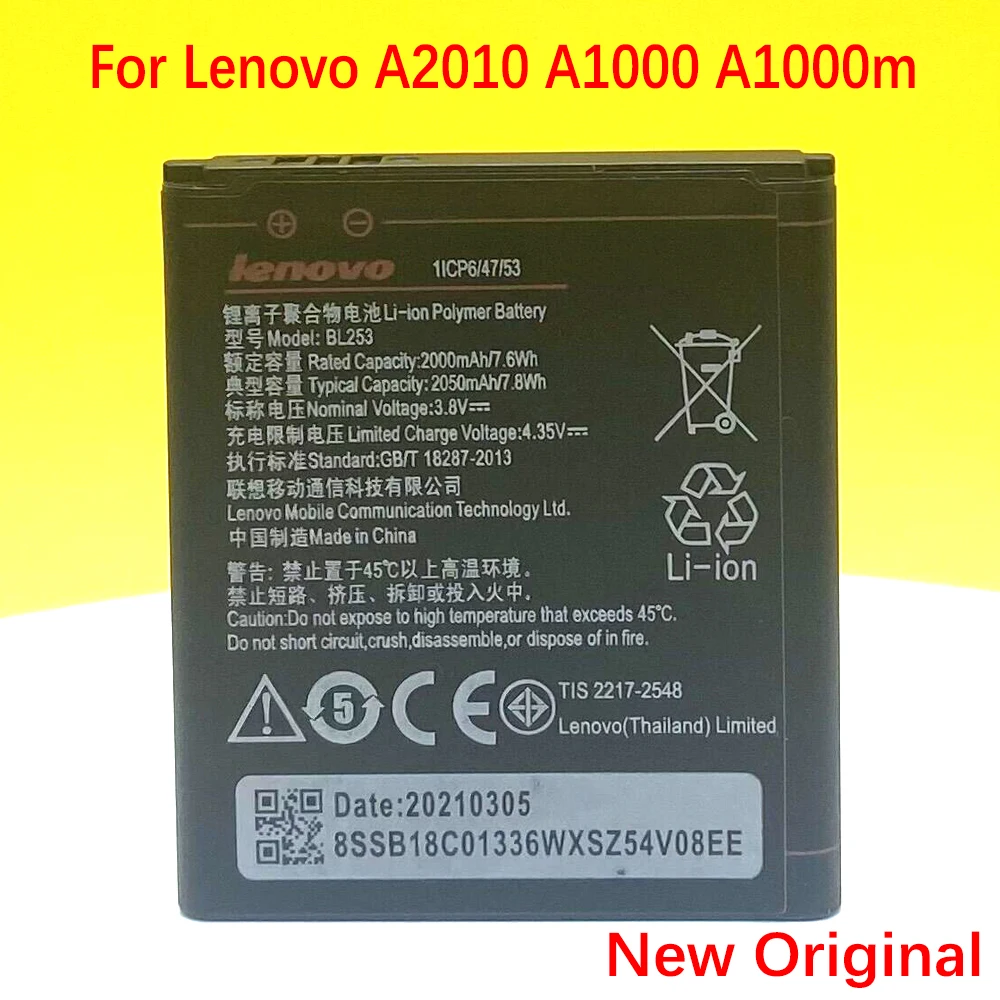 For Lenovo A2010 A1000 A1000m
lenovo 1ICP6/47/53
锂离子聚合物电池Li-ion Polymer Battery
型号Model: BL253
额定容量 Rated Capacity:2000mAh/7.6Wh
典型容量 Typical Capacity:2050mAh/7.8Wh
标称电压Nominal Voltage:3.8V⎓
充电限制电压 Limited Charge Voltage:4.35V⎓
执行标准Standard:GB/T 18287-2013
联想移动通信科技有限公司
Lenovo Mobile Communication Technology Ltd.
中国制造Made in China
警告: 禁止置于45℃以上高温环境。
禁止短路、挤压、拆卸或投入火中。
Caution:Do not expose to high temperature that exceeds 45℃.
Do not short circuit,crush,disassemble,or dispose of in fire.
Li-ion
5 CE
TIS 2217-2548
Lenovo(Thailand) Limited
Date:20210305
8SSB18C01336WXSZ54V08EE
New Original